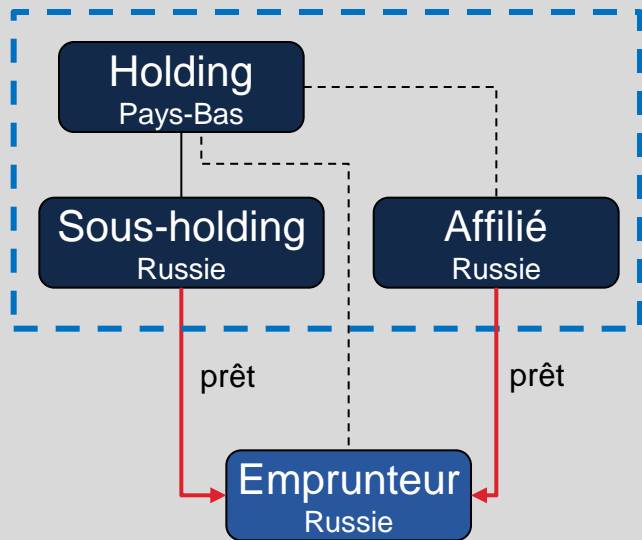 Holding
Pays-Bas
Sous-holding
Russie
Affilié
Russie
prêt
prêt
Emprunteur
Russie